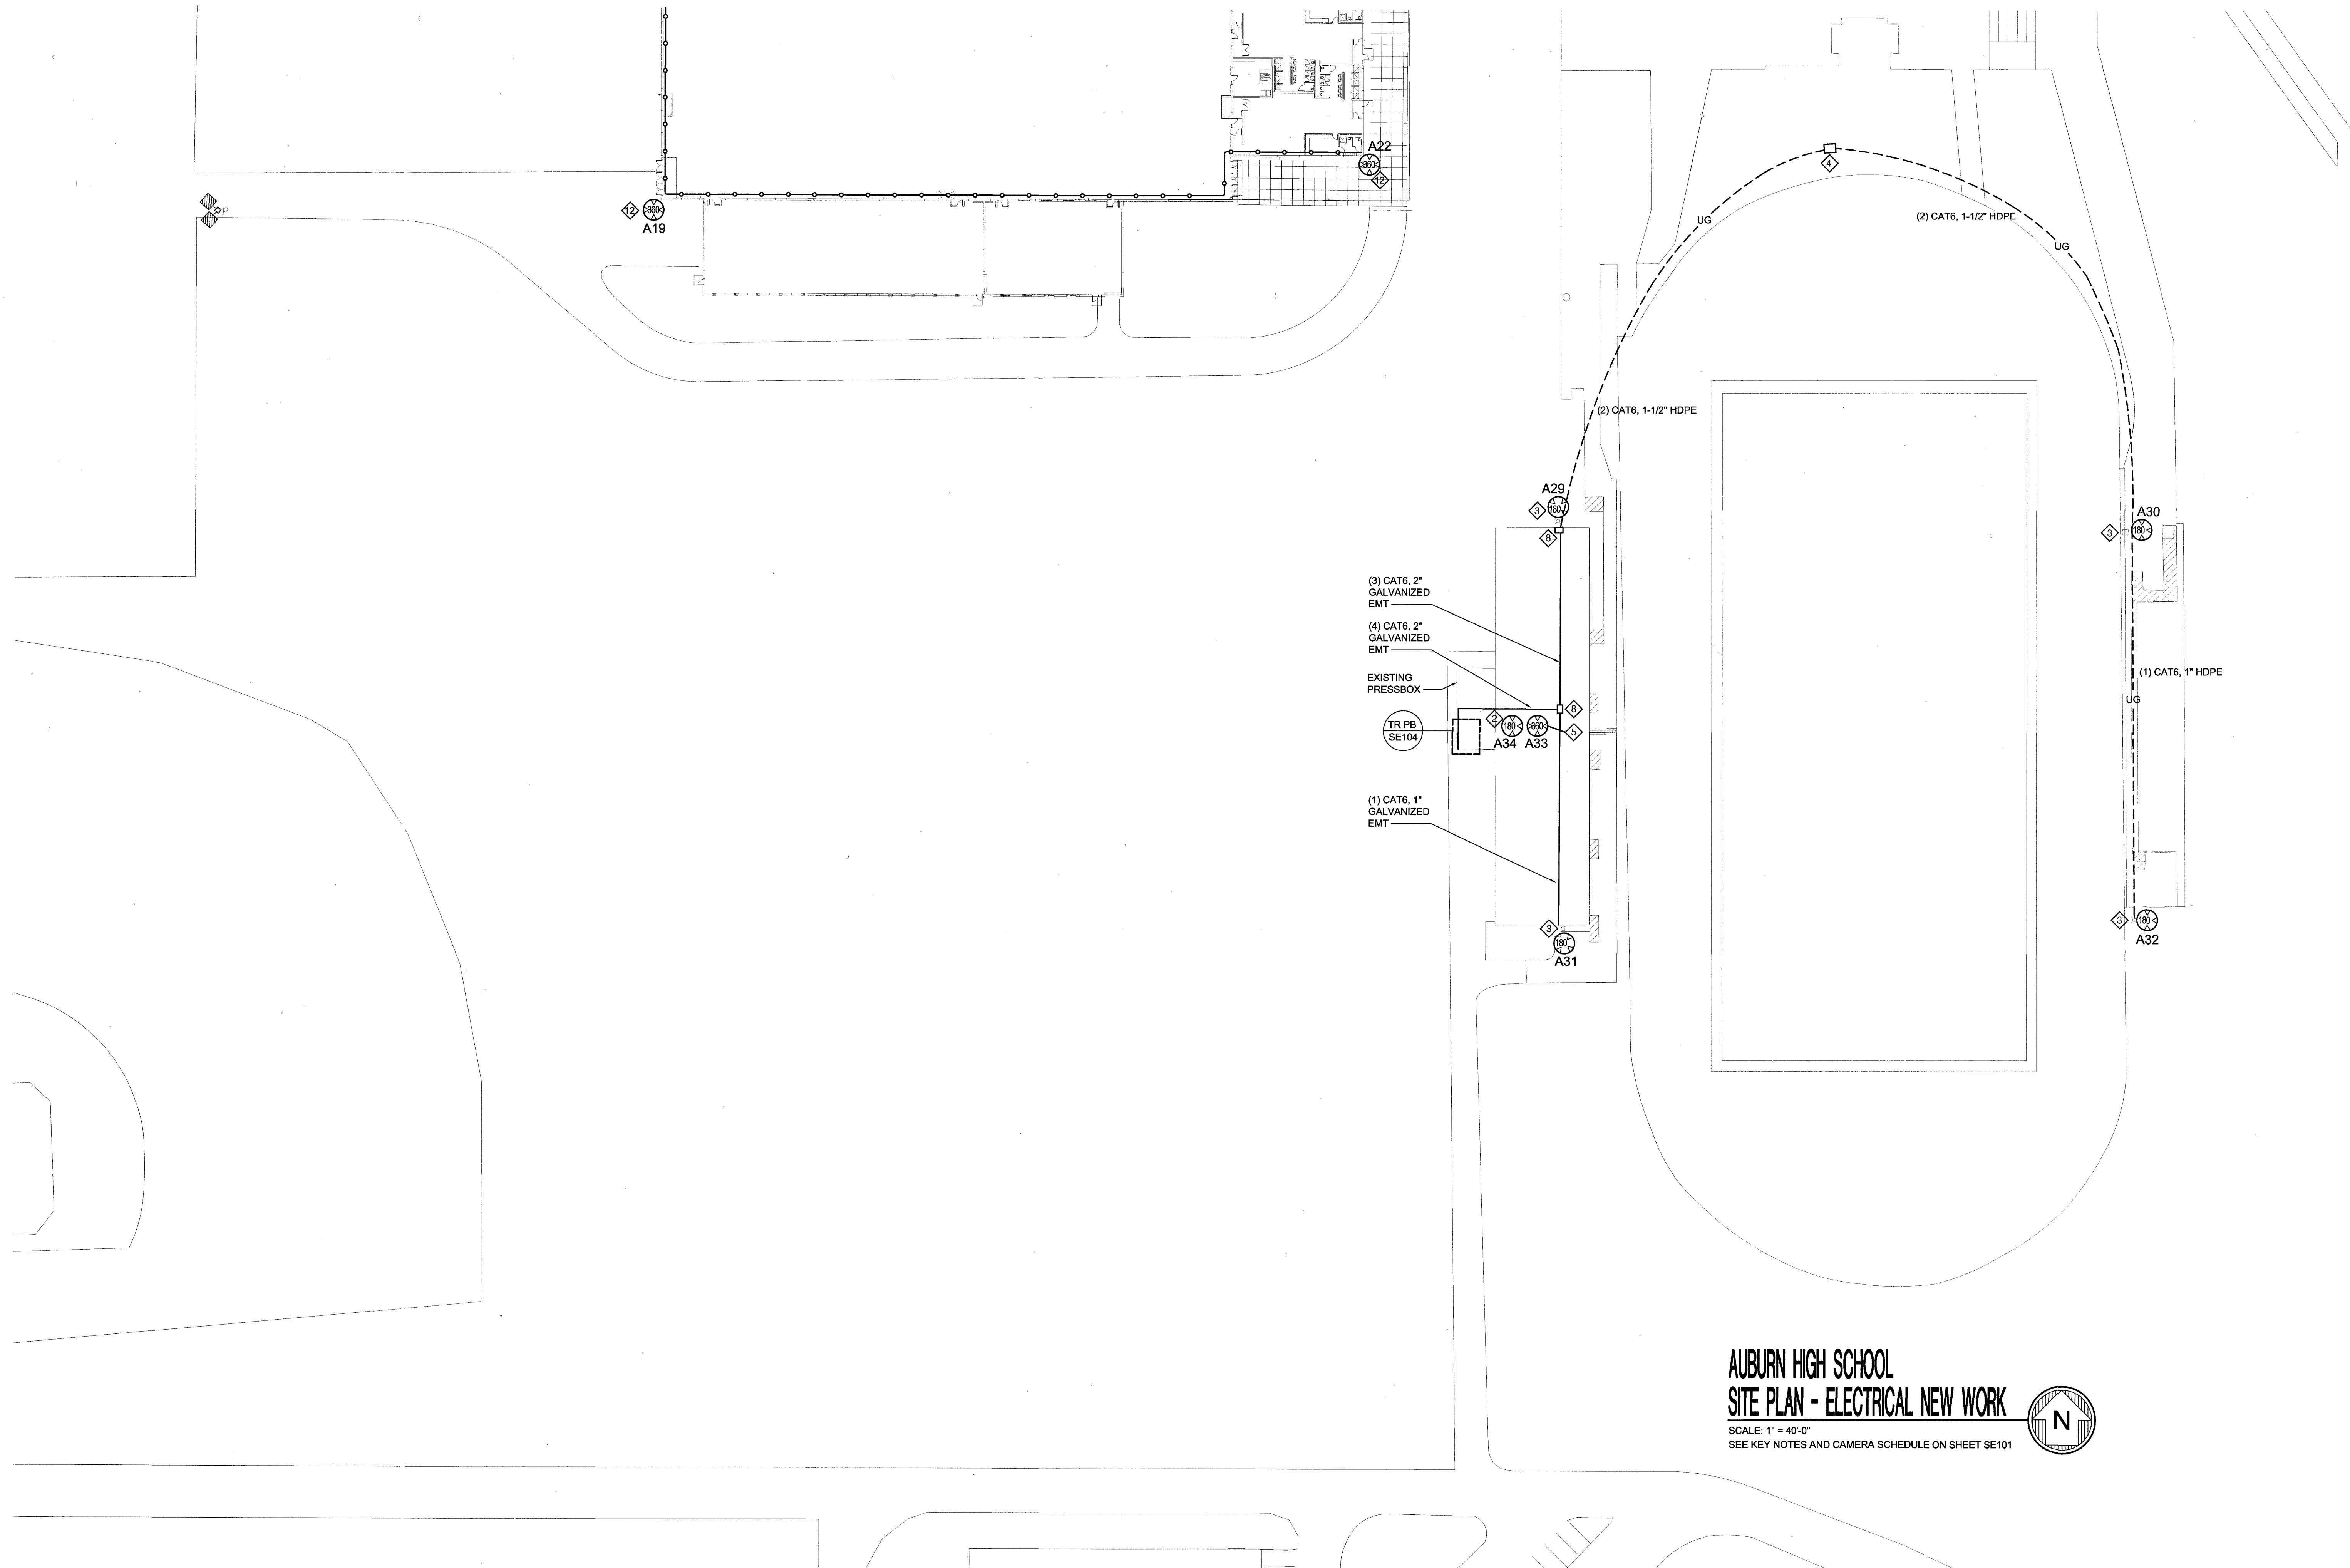 A22
860
12
P
12
860
A19
4
UG
(2) CAT6, 1-1/2" HDPE
UG
(2) CAT6, 1-1/2" HDPE
A29
3
180
8
A30
3
180
(3) CAT6, 2"
GALVANIZED
EMT
(4) CAT6, 2"
GALVANIZED
EMT
EXISTING
PRESSBOX
(1) CAT6, 1" HDPE
UG
8
TR PB
SE104
2
180
860
5
A34
A33
(1) CAT6, 1"
GALVANIZED
EMT
3
180
A31
3
180
A32
AUBURN HIGH SCHOOL
SITE PLAN - ELECTRICAL NEW WORK
N
SCALE: 1" = 40'-0"
SEE KEY NOTES AND CAMERA SCHEDULE ON SHEET SE101